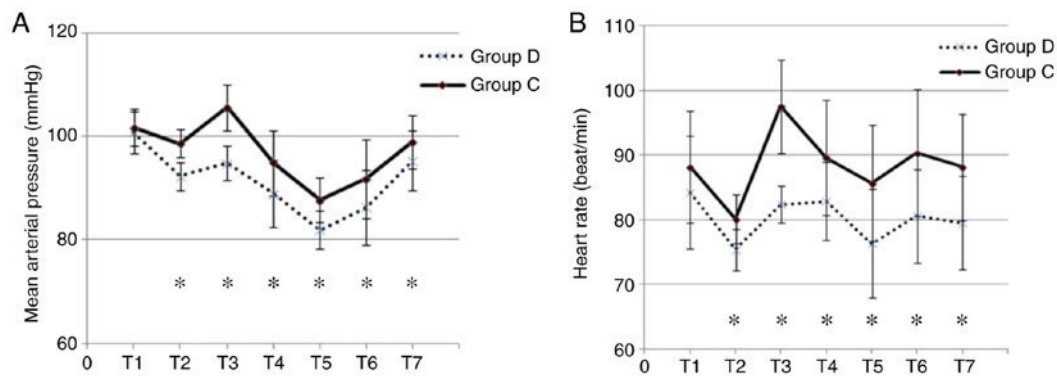 A
Mean arterial pressure (mmHg)
120
100
80
60
0 T1 T2 T3 T4 T5 T6 T7
Group D
Group C
* * * * * *
B
Heart rate (beat/min)
110
100
90
80
70
60
0 T1 T2 T3 T4 T5 T6 T7
Group D
Group C
* * * * * *